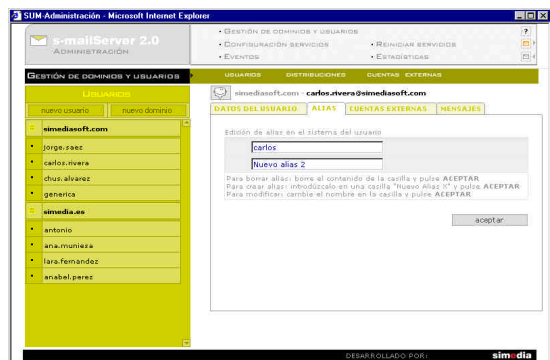 SUM-Administración - Microsoft Internet Explorer
s-mailServer 2.0
ADMINISTRACIÓN
• GESTIÓN DE DOMINIOS Y USUARIOS
• CONFIGURACIÓN SERVICIOS
• REINICIAR SERVICIOS
• EVENTOS
• ESTADÍSTICAS
?
GESTIÓN DE DOMINIOS Y USUARIOS
USUARIOS DISTRIBUCIONES CUENTAS EXTERNAS
USUARIOS
nuevo usuario nuevo dominio
simediasoft.com
jorge.saez
carlos.rivera
chus.alvarez
generica
simedia.es
antonio
ana.muniesa
lara.fernandez
anabel.perez
simediasoft.com - carlos.rivera@simediasoft.com
DATOS DEL USUARIO ALIAS CUENTAS EXTERNAS MENSAJES
Edición de alias en el sistema del usuario
carlos
Nuevo alias 2
Para borrar alias: borre el contenido de la casilla y pulse ACEPTAR
Para crear alias: introdúzcalo en una casilla "Nuevo Alias X" y pulse ACEPTAR
Para modificar: cambie el nombre en la casilla y pulse ACEPTAR
aceptar
DESARROLLADO POR: simedia